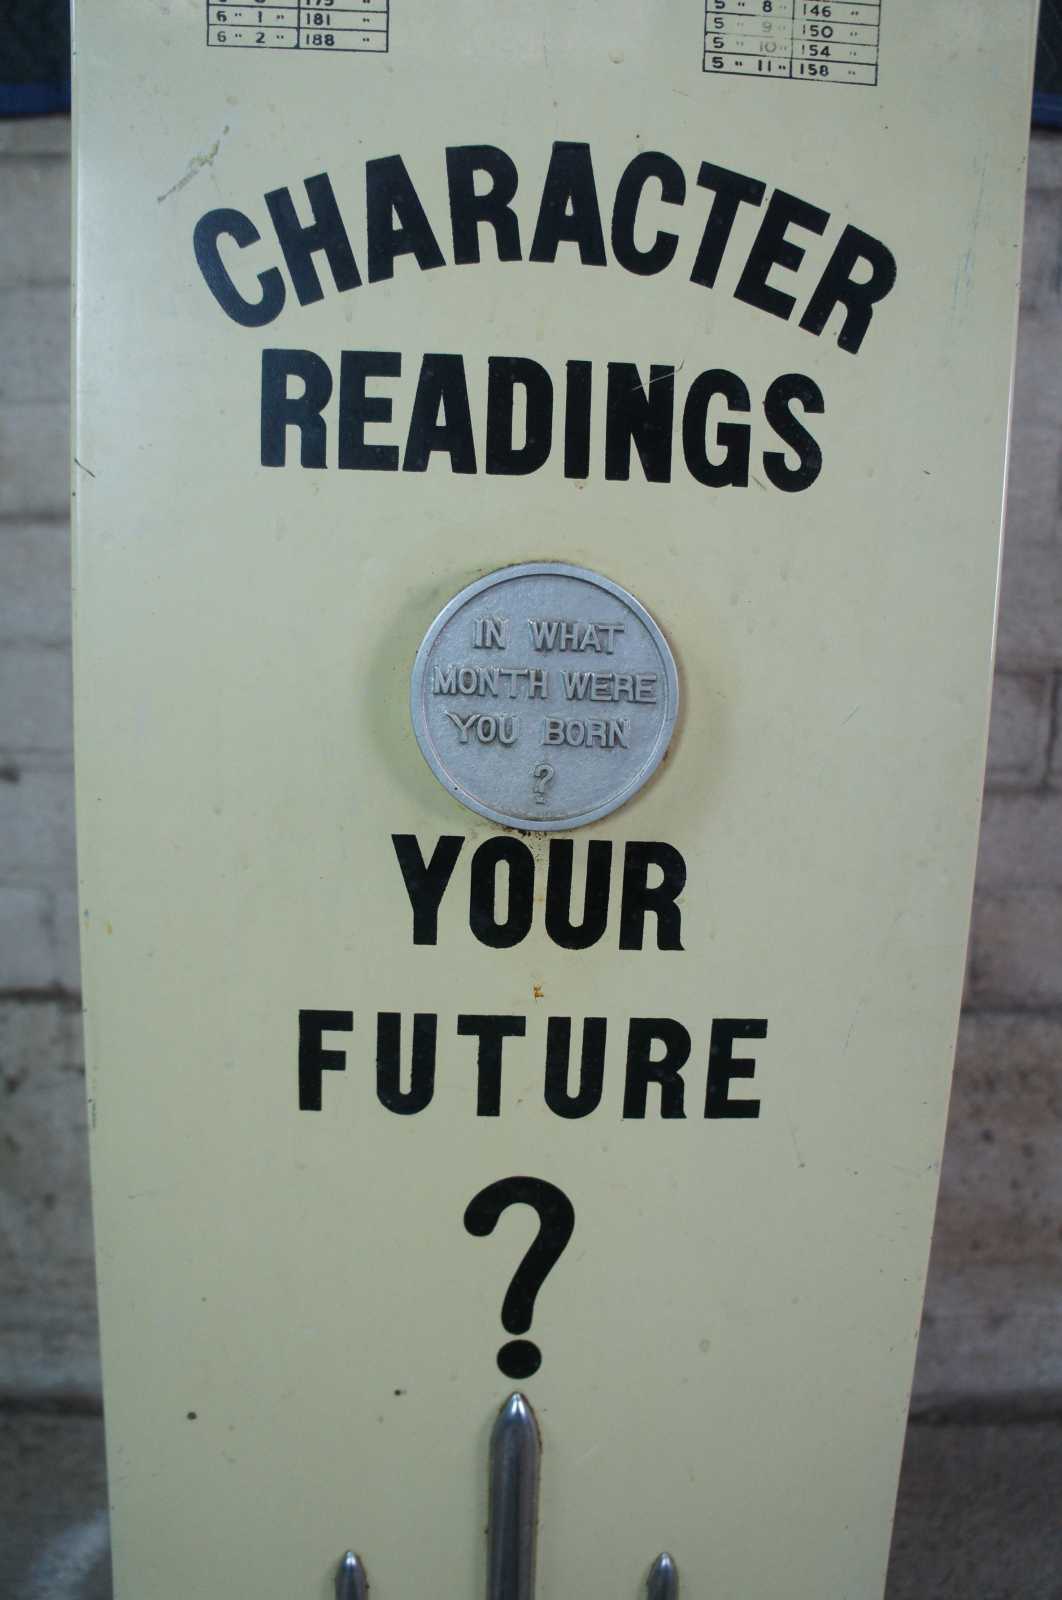 6 " 1 " 181 "
6 " 2 " 188 "
5 " 8 " 146 "
5 " 9 " 150 "
5 " 10 " 154 "
5 " 11 " 158 "
CHARACTER
READINGS
IN WHAT
MONTH WERE
YOU BORN
?
YOUR
FUTURE
?